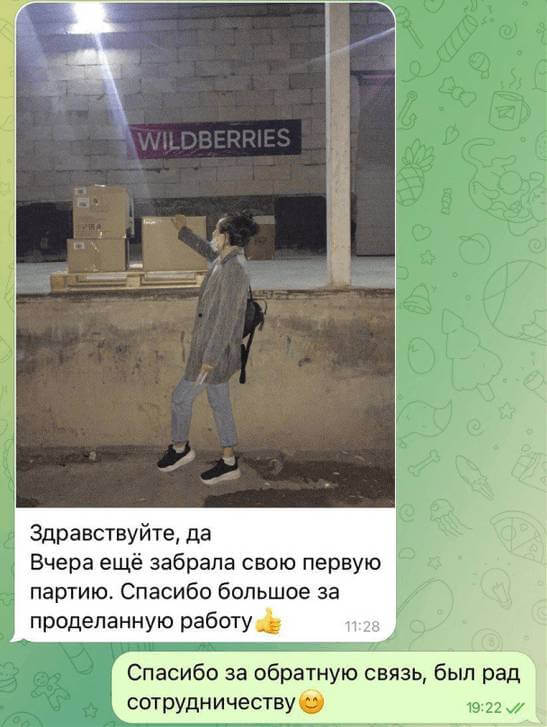 WILDBERRIES
Здравствуйте, да
Вчера ещё забрала свою первую
партию. Спасибо большое за
проделанную работу👍
11:28
Спасибо за обратную связь, был рад
сотрудничеству😊
19:22